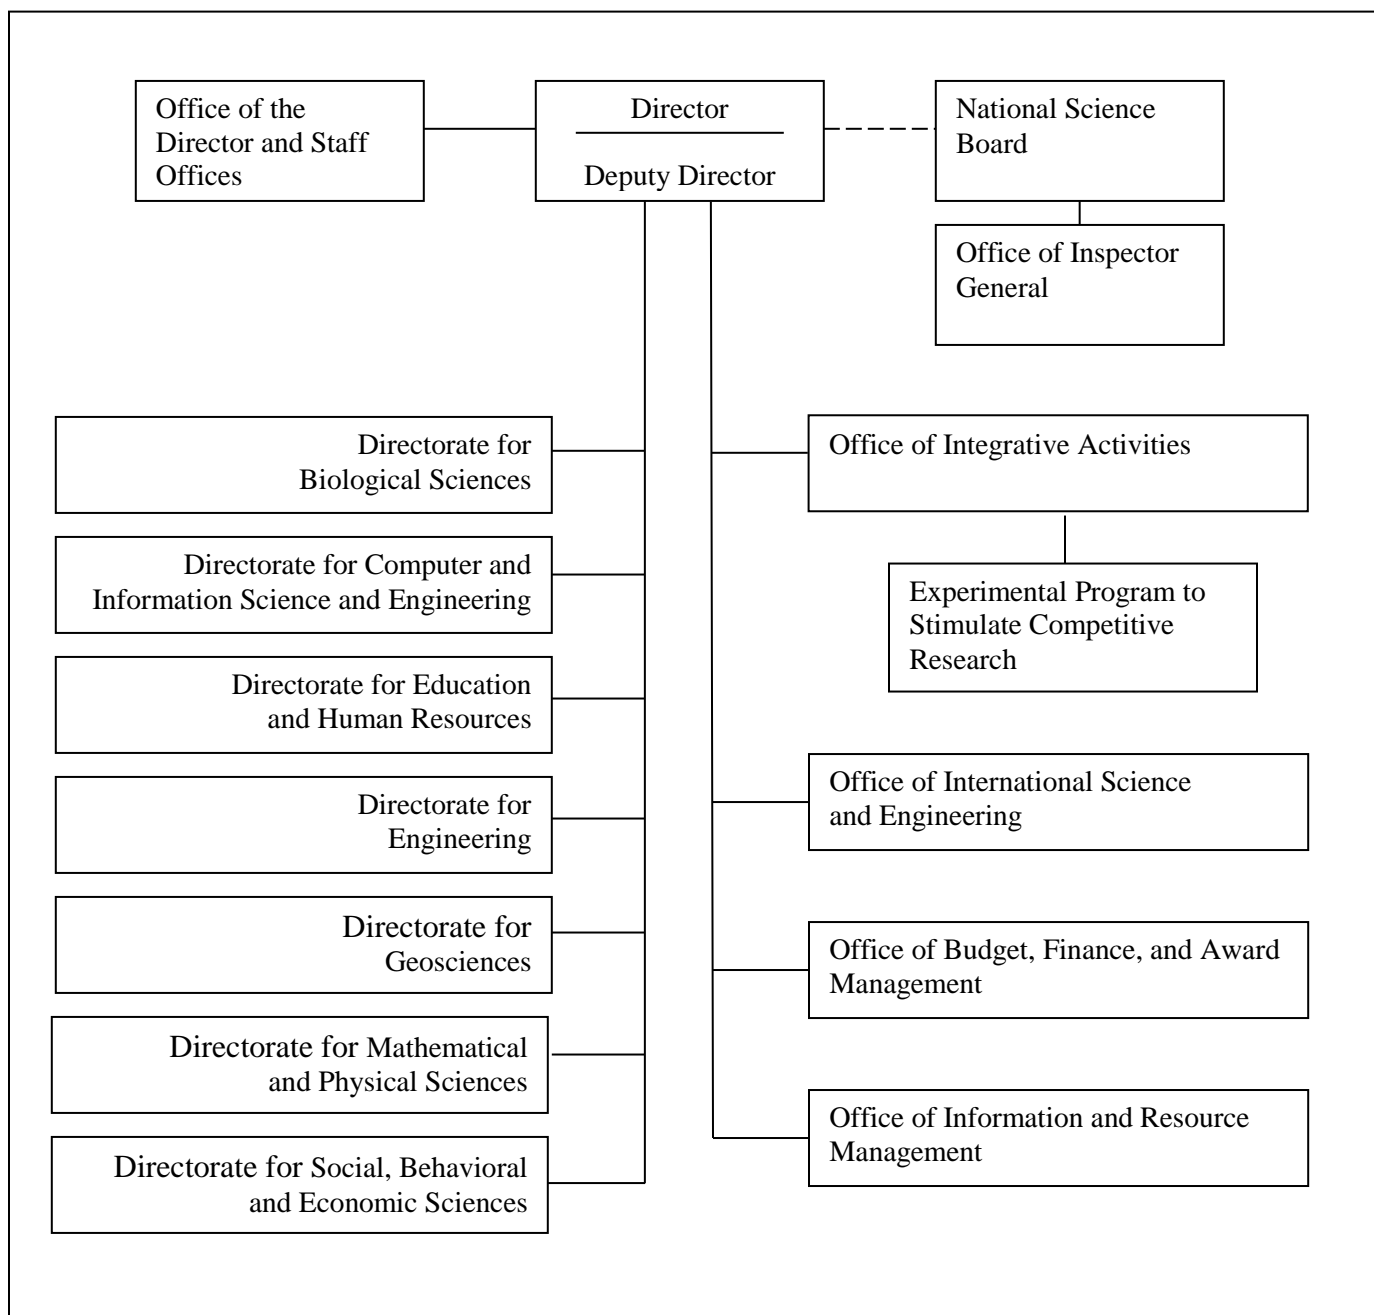 Office of the
Director and Staff
Offices
Director
Deputy Director
National Science
Board
Office of Inspector
General
Directorate for
Biological Sciences
Directorate for Computer and
Information Science and Engineering
Directorate for Education
and Human Resources
Directorate for
Engineering
Directorate for
Geosciences
Directorate for Mathematical
and Physical Sciences
Directorate for Social, Behavioral
and Economic Sciences
Office of Integrative Activities
Experimental Program to
Stimulate Competitive
Research
Office of International Science
and Engineering
Office of Budget, Finance, and Award
Management
Office of Information and Resource
Management